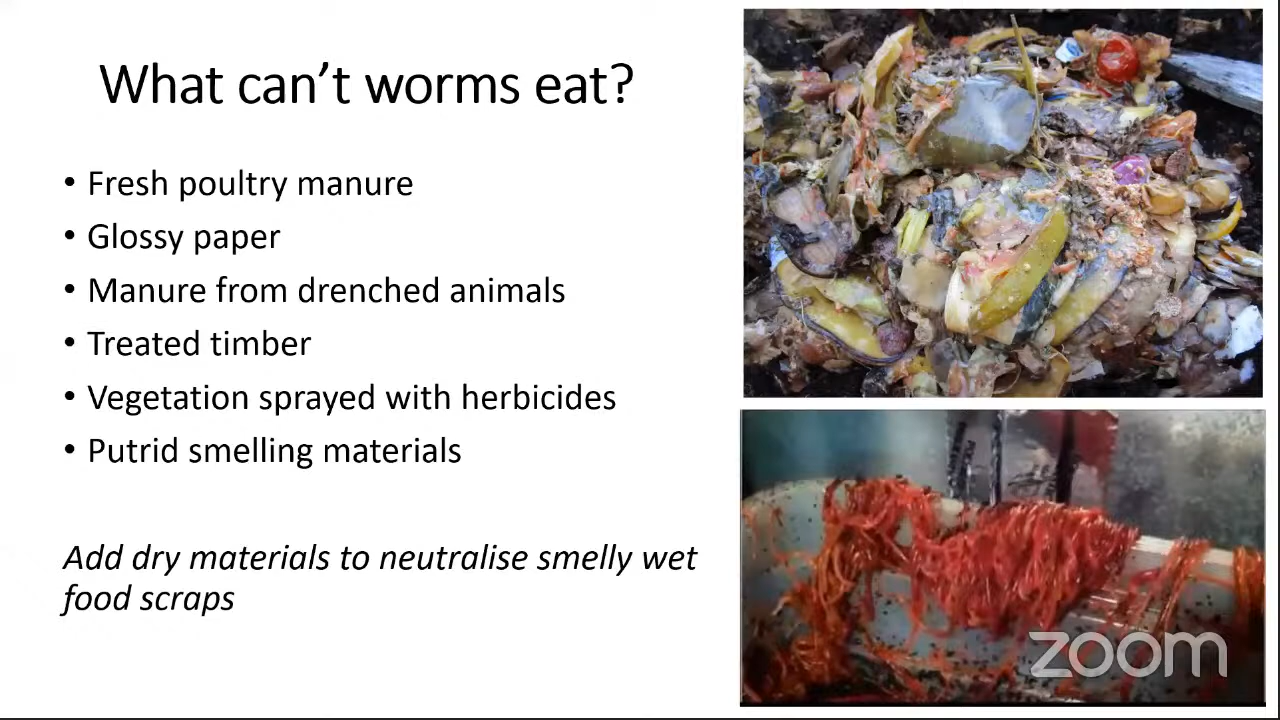 What can’t worms eat?
• Fresh poultry manure
• Glossy paper
• Manure from drenched animals
• Treated timber
• Vegetation sprayed with herbicides
• Putrid smelling materials
Add dry materials to neutralise smelly wet
food scraps
zoom